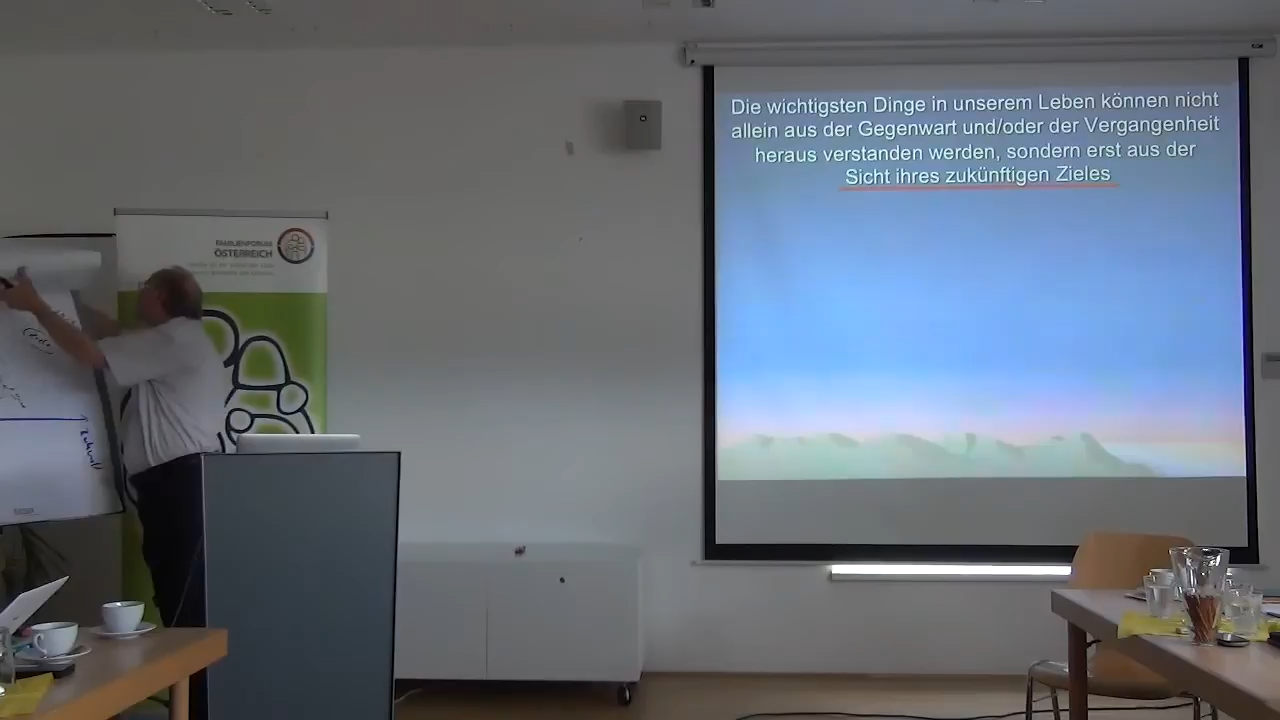 Die wichtigsten Dinge in unserem Leben können nicht
allein aus der Gegenwart und/oder der Vergangenheit
heraus verstanden werden, sondern erst aus der
Sicht ihres zukünftigen Zieles
FAMILIENFORUM
ÖSTERREICH